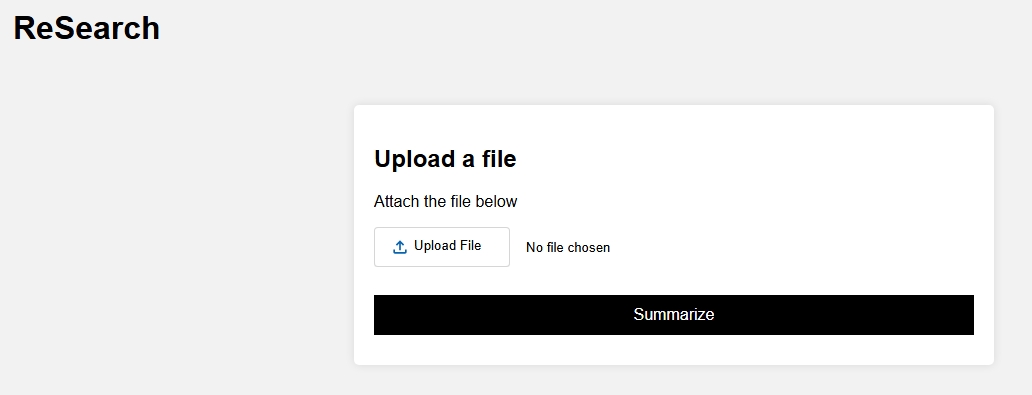 ReSearch
Upload a file
Attach the file below
Upload File No file chosen
Summarize